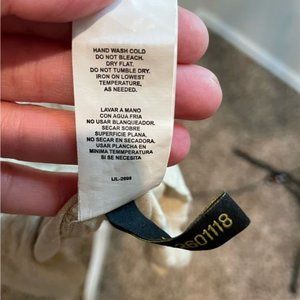 HAND WASH COLD
DO NOT BLEACH.
DRY FLAT.
DO NOT TUMBLE DRY.
IRON ON LOWEST
TEMPERATURE,
AS NEEDED.
LAVAR A MANO
CON AGUA FRIA
NO USAR BLANQUEADOR.
SECAR SOBRE
SUPERFICIE PLANA.
NO SECAR EN SECADORA.
USAR PLANCHA EN
MINIMA TEMPERATURA
SI SE NECESITA
LIL-2698
2601118